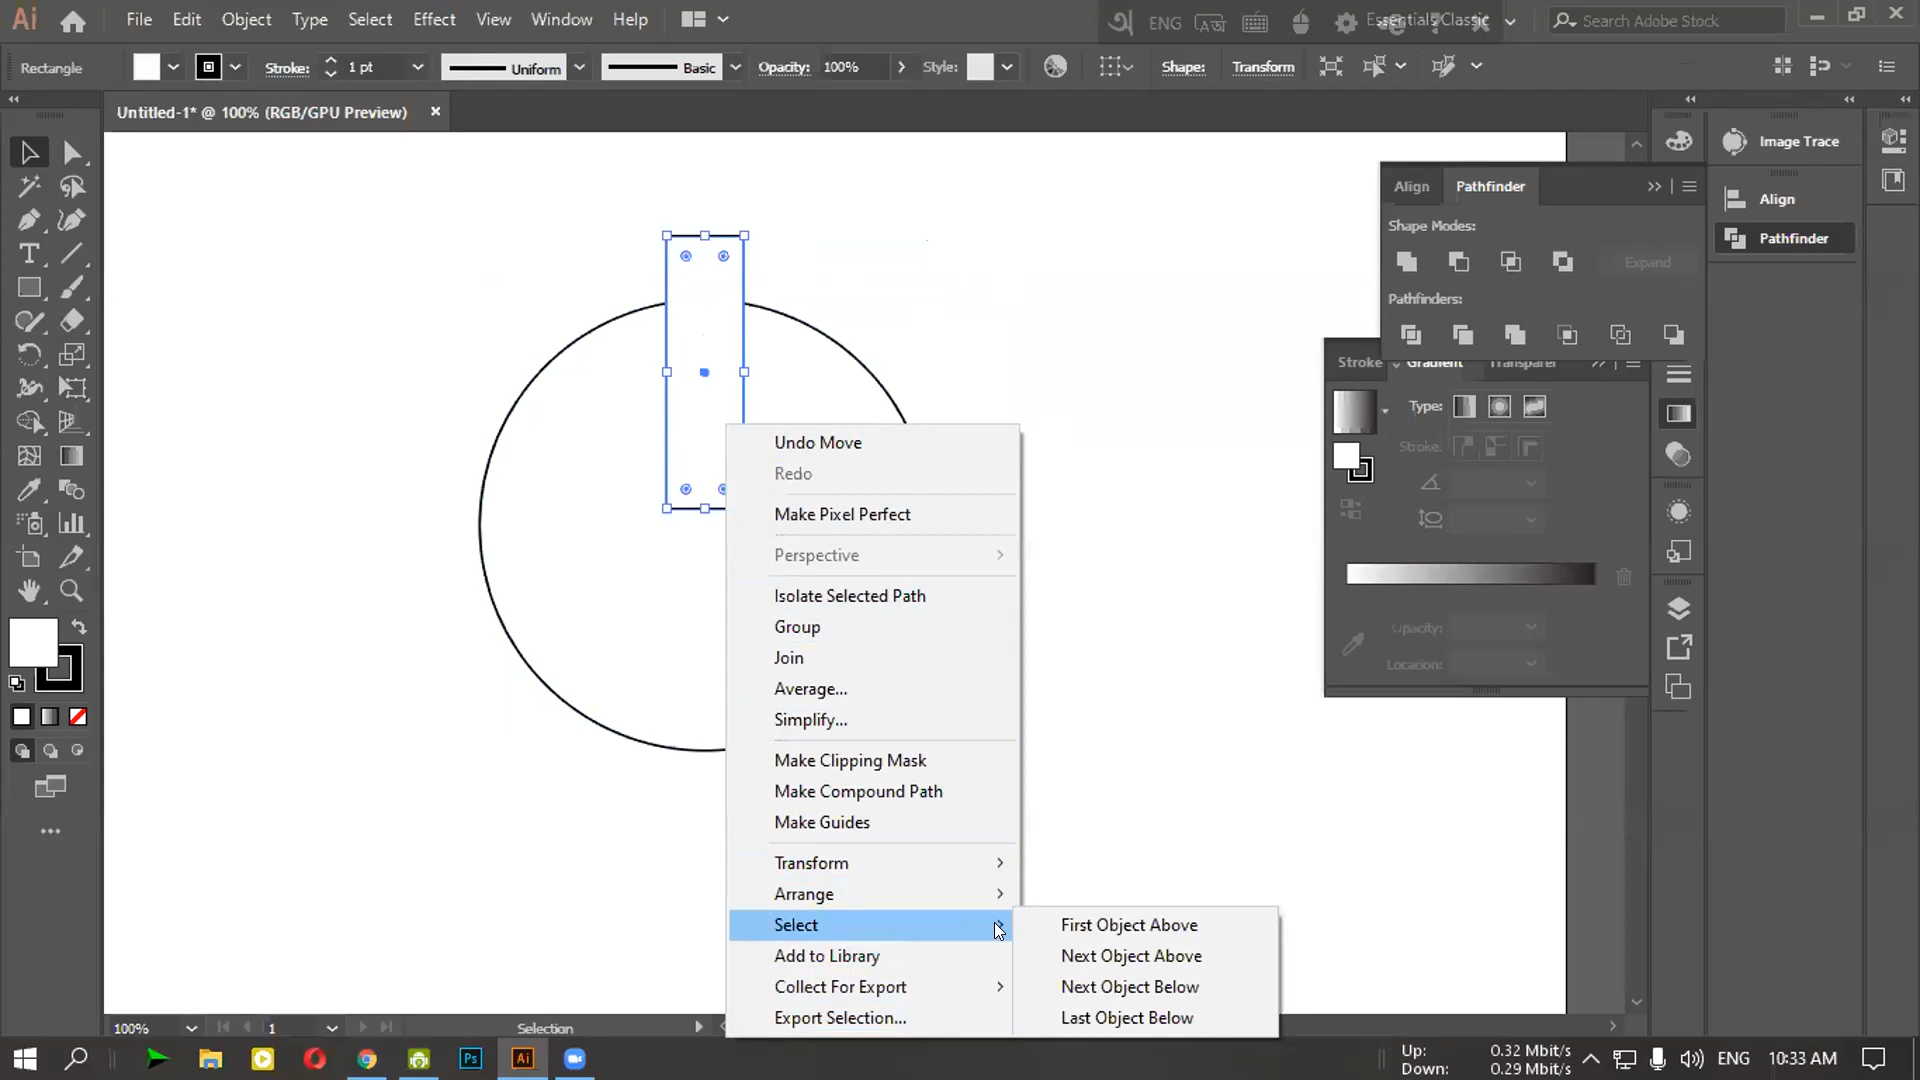 Ai File Edit Object Type Select Effect View Window Help ENG Essentials Classic Search Adobe Stock
Rectangle Stroke: 1 pt Uniform Basic Opacity: 100% Style: Shape: Transform
Untitled-1* @ 100% (RGB/GPU Preview)
Image Trace
Align Pathfinder
Align
Shape Modes:
Pathfinder
Expand
Pathfinders:
Stroke Gradient Transparer
Type:
Stroke:
Opacity:
Location:
Undo Move
Redo
Make Pixel Perfect
Perspective
Isolate Selected Path
Group
Join
Average...
Simplify...
Make Clipping Mask
Make Compound Path
Make Guides
Transform
Arrange
Select
Add to Library
Collect For Export
Export Selection...
First Object Above
Next Object Above
Next Object Below
Last Object Below
100% 1 Selection
Ps Ai Up: 0.32 Mbit/s
Down: 0.29 Mbit/s
ENG 10:33 AM